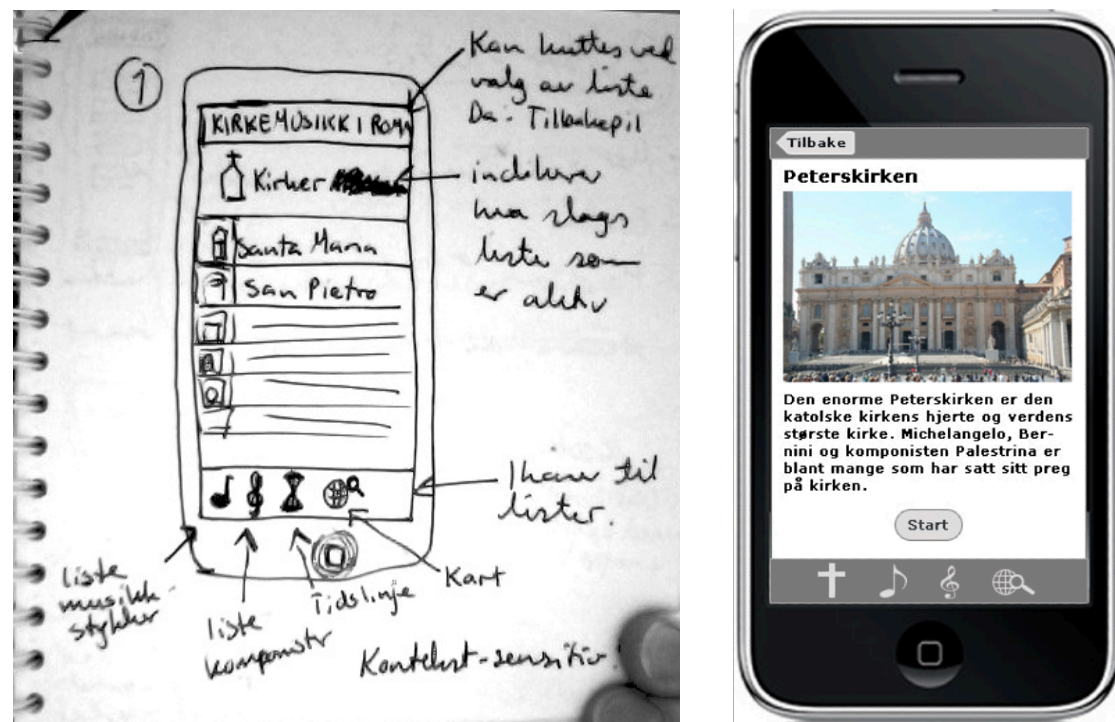 1
Kan kuttes ved
valg av liste
Da: Tilbakepil
KIRKEMUSIKK I ROMA
Kirker
indikerer
hva slags
liste som
er aktiv
Santa Maria
San Pietro
Ikoner til
lister.
Kart
Tidslinje
liste
musikk-
stykker
liste
komponister
Kontekst-sensitiv!
Tilbake
Peterskirken
Den enorme Peterskirken er den
katolske kirkens hjerte og verdens
største kirke. Michelangelo, Ber-
nini og komponisten Palestrina er
blant mange som har satt sitt preg
på kirken.
Start